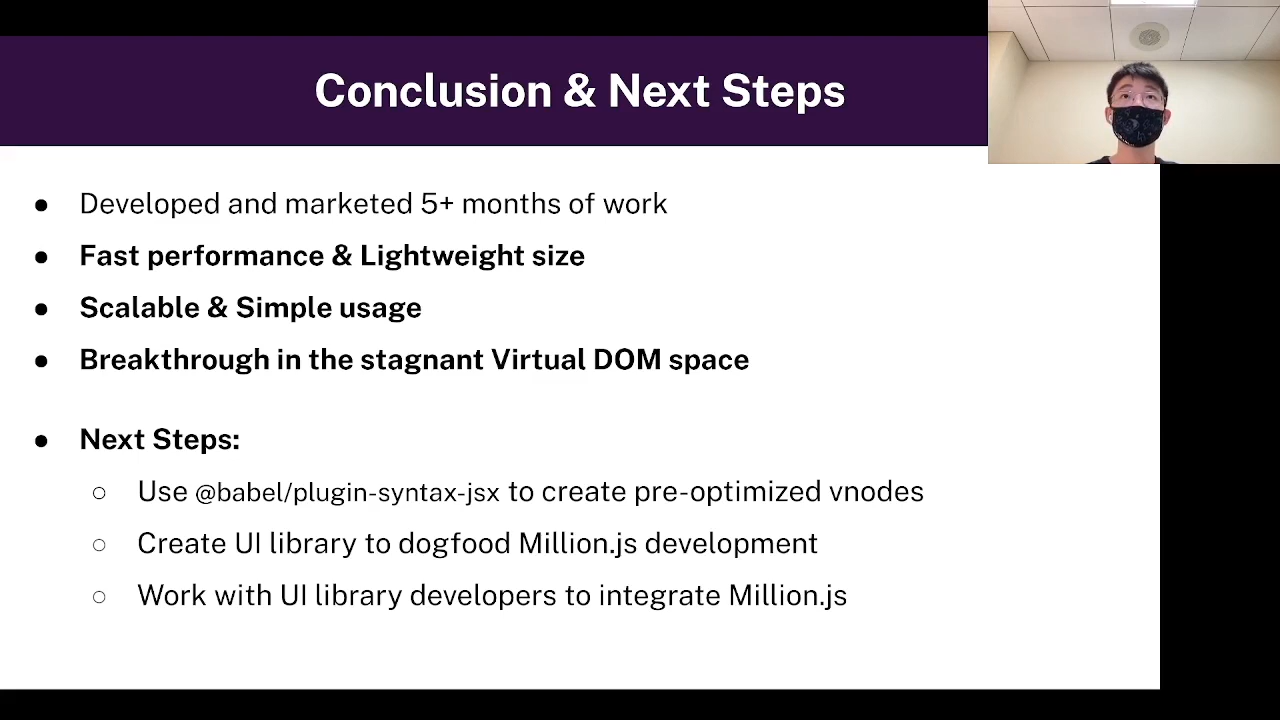 Conclusion & Next Steps
● Developed and marketed 5+ months of work
● Fast performance & Lightweight size
● Scalable & Simple usage
● Breakthrough in the stagnant Virtual DOM space
● Next Steps:
○ Use @babel/plugin-syntax-jsx to create pre-optimized vnodes
○ Create UI library to dogfood Million.js development
○ Work with UI library developers to integrate Million.js